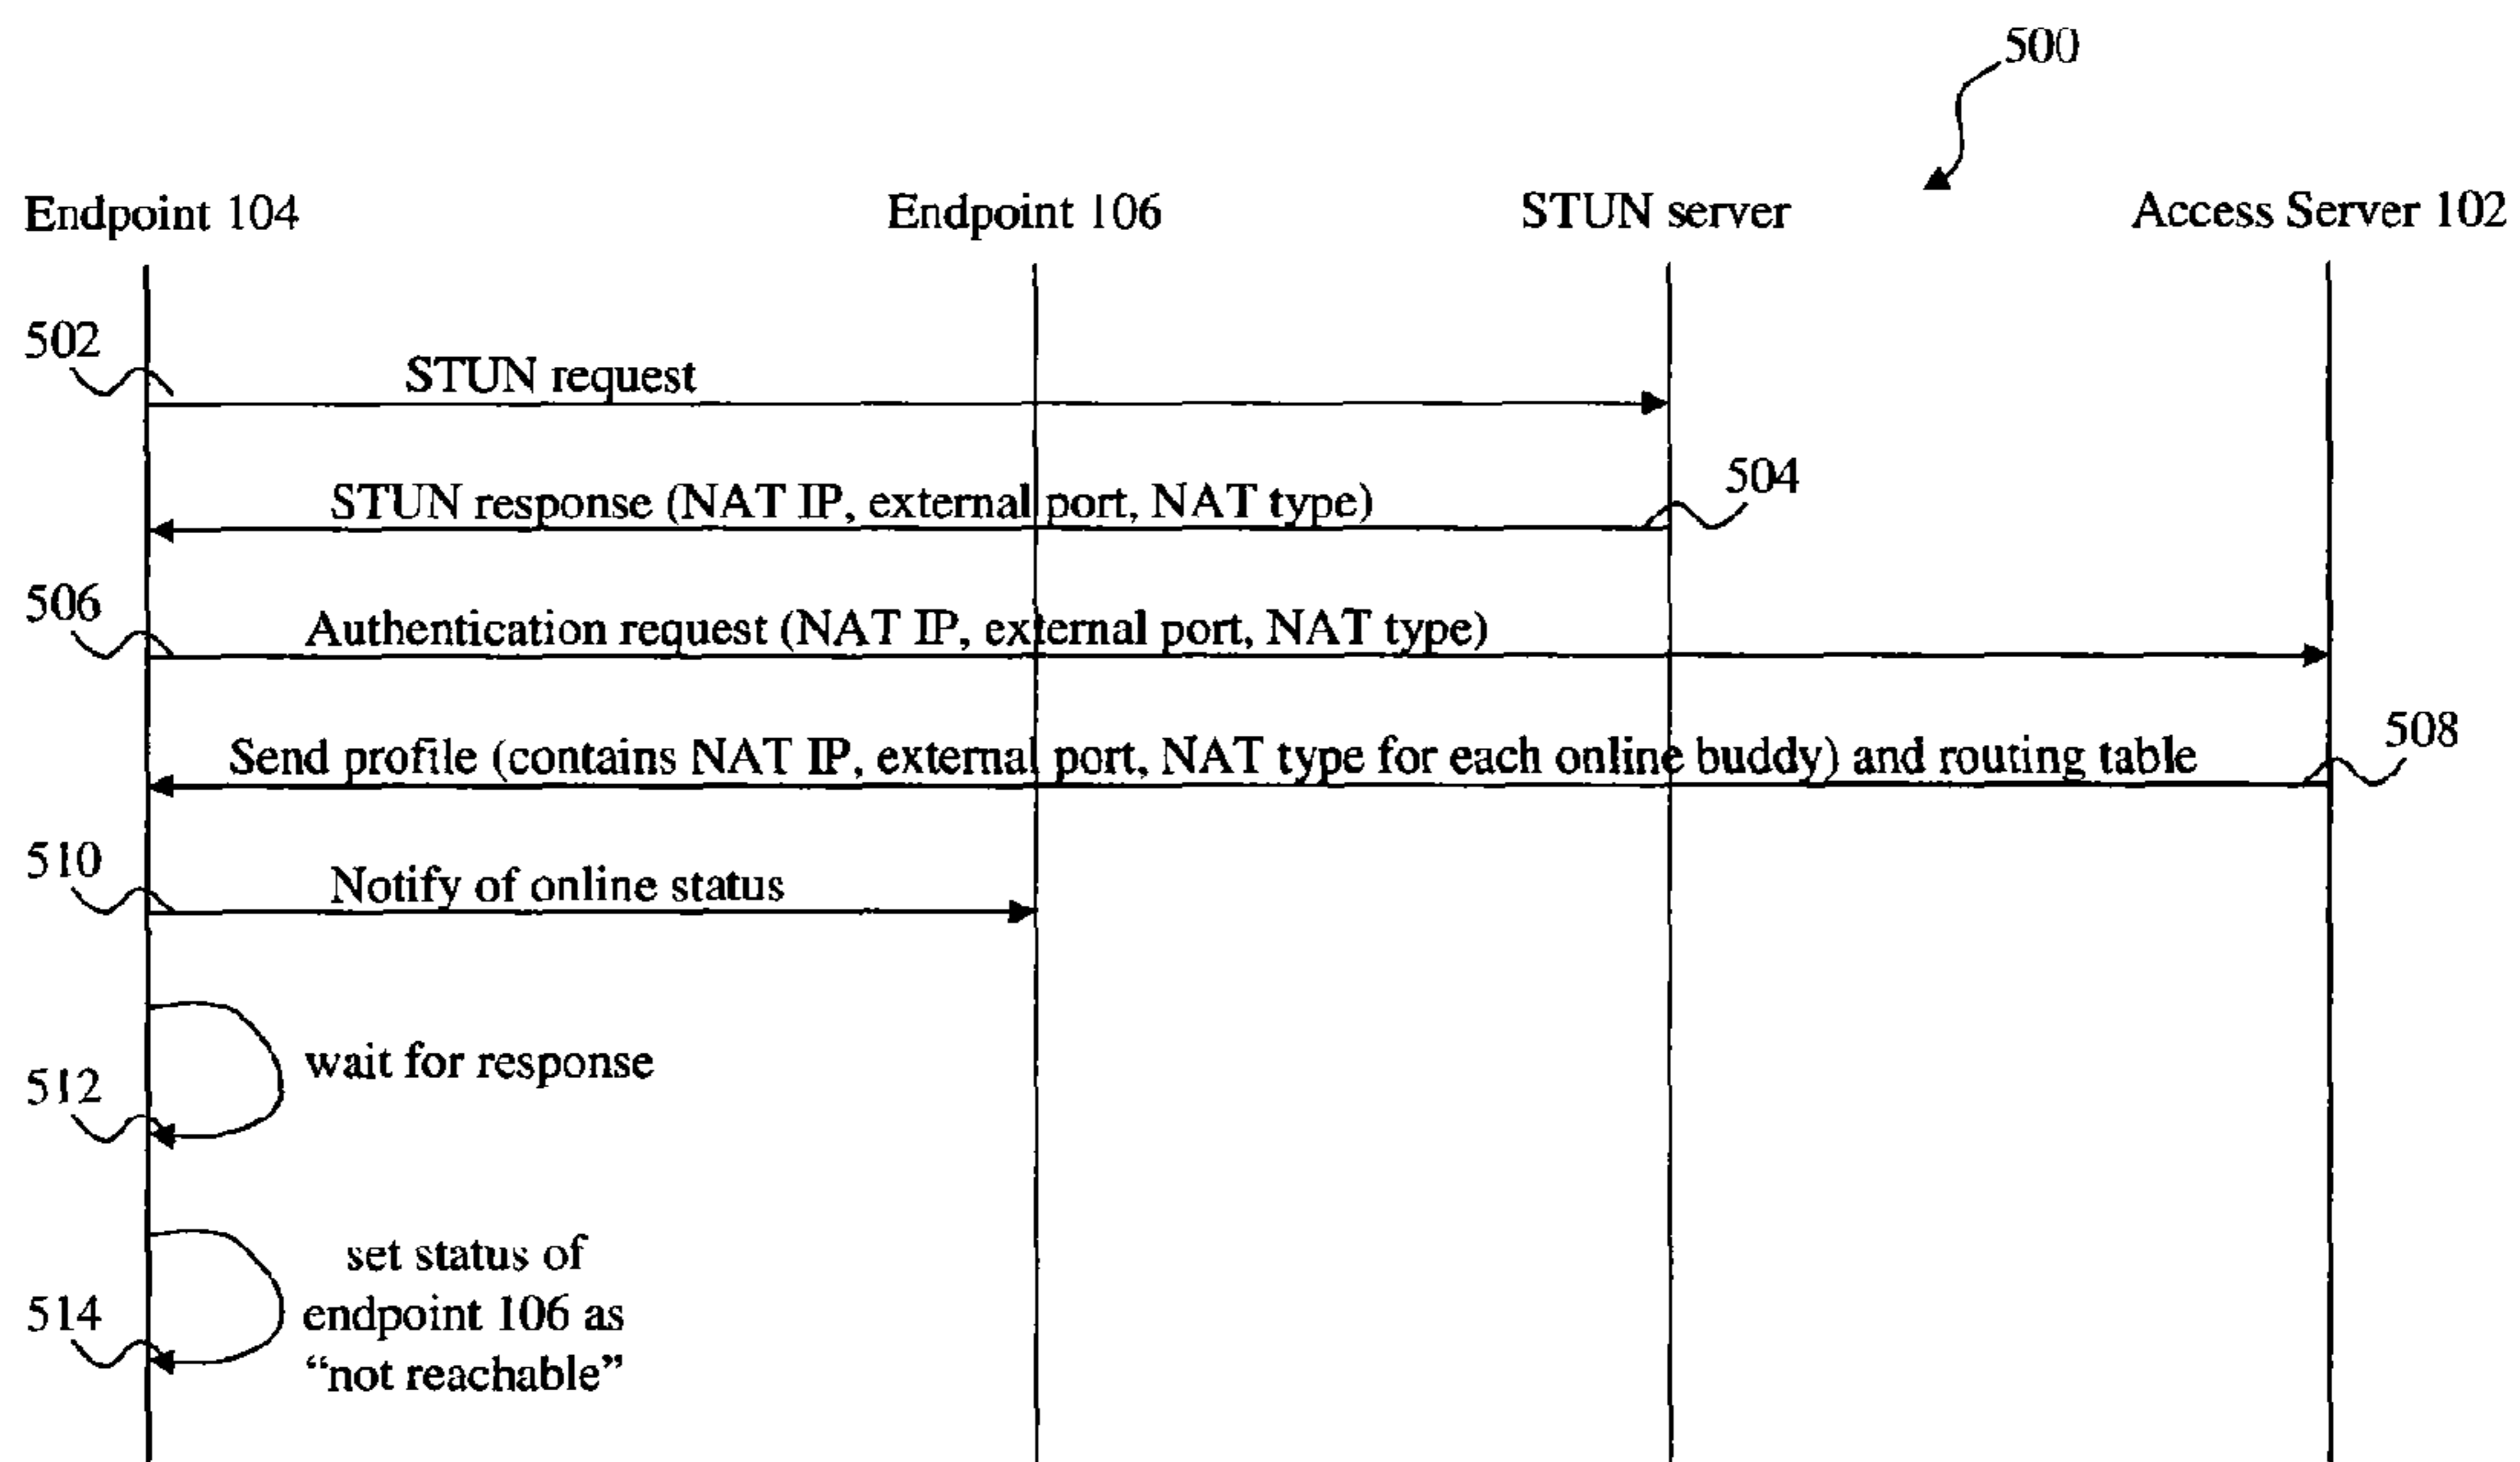 500
Endpoint 104
Endpoint 106
STUN server
Access Server 102
502
STUN request
STUN response (NAT IP, external port, NAT type)
504
506
Authentication request (NAT IP, external port, NAT type)
Send profile (contains NAT IP, external port, NAT type for each online buddy) and routing table
508
510
Notify of online status
wait for response
512
set status of
endpoint 106 as
“not reachable”
514